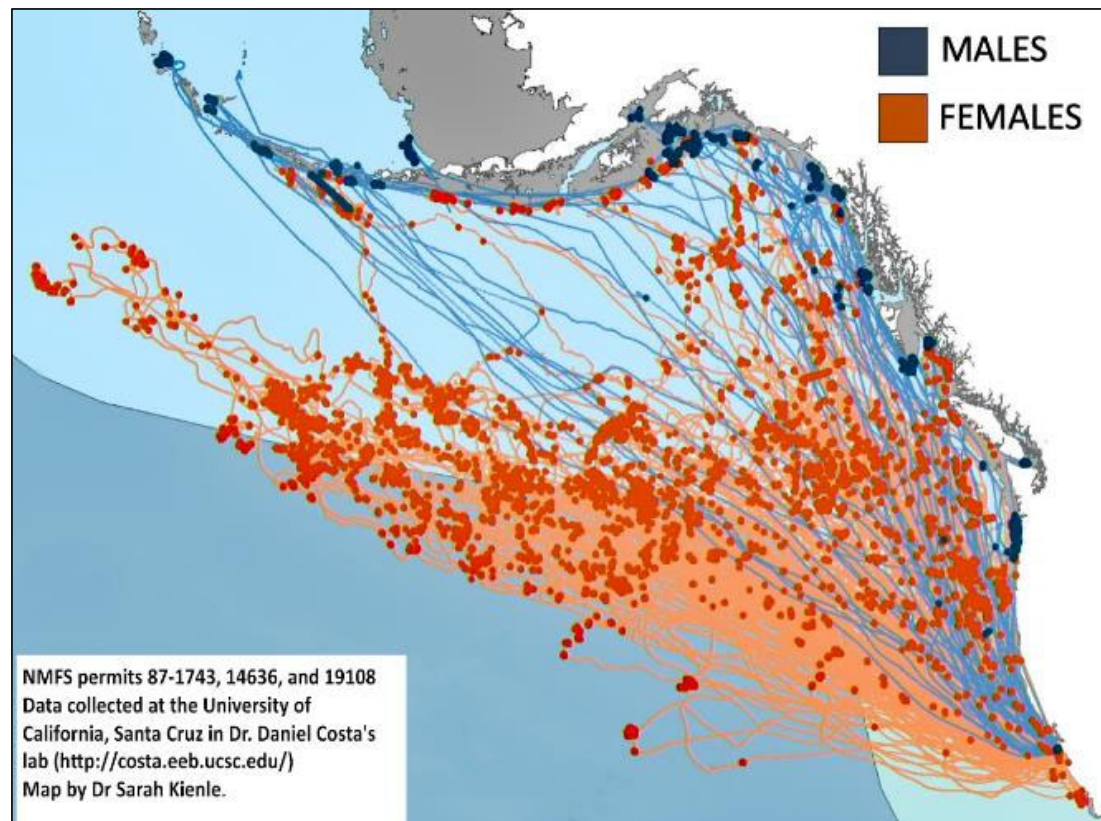 MALES
FEMALES
NMFS permits 87-1743, 14636, and 19108
Data collected at the University of
California, Santa Cruz in Dr. Daniel Costa's
lab (http://costa.eeb.ucsc.edu/)
Map by Dr Sarah Kienle.